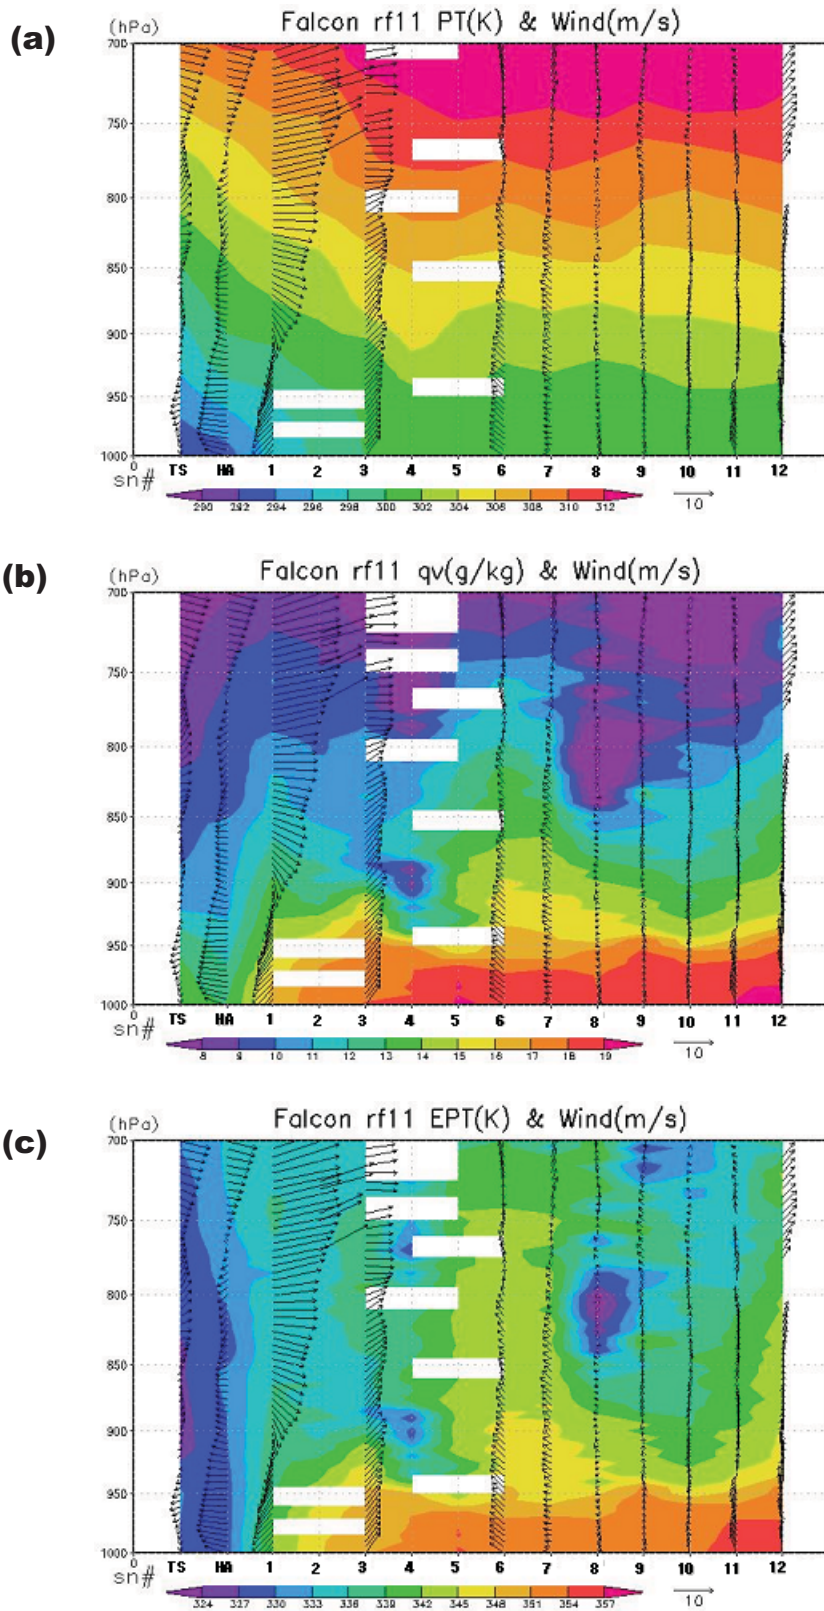 (a)
Falcon rf11 PT(K) & Wind(m/s)
(hPa)
700
750
800
850
900
950
1000
0 TS HA 1 2 3 4 5 6 7 8 9 10 11 12
sn#
290 292 294 296 298 300 302 304 306 308 310 312
10
(b)
Falcon rf11 qv(g/kg) & Wind(m/s)
(hPa)
700
750
800
850
900
950
1000
0 TS HA 1 2 3 4 5 6 7 8 9 10 11 12
sn#
8 9 10 11 12 13 14 15 16 17 18 19
10
(c)
Falcon rf11 EPT(K) & Wind(m/s)
(hPa)
700
750
800
850
900
950
1000
0 TS HA 1 2 3 4 5 6 7 8 9 10 11 12
sn#
324 327 330 333 336 339 342 345 348 351 354 357
10